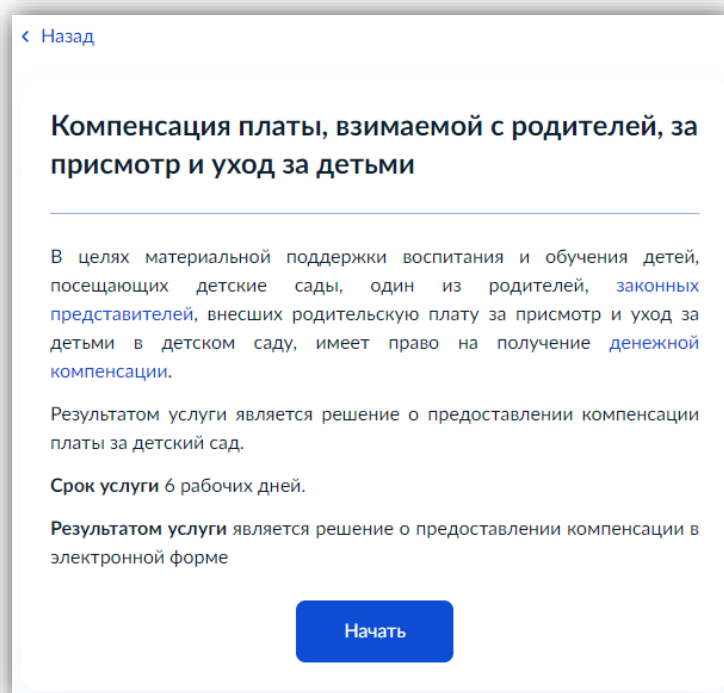 Назад
Компенсация платы, взимаемой с родителей, за
присмотр и уход за детьми
В целях материальной поддержки воспитания и обучения детей,
посещающих детские сады, один из родителей, законных
представителей, внесших родительскую плату за присмотр и уход за
детьми в детском саду, имеет право на получение денежной
компенсации.
Результатом услуги является решение о предоставлении компенсации
платы за детский сад.
Срок услуги 6 рабочих дней.
Результатом услуги является решение о предоставлении компенсации в
электронной форме
Начать